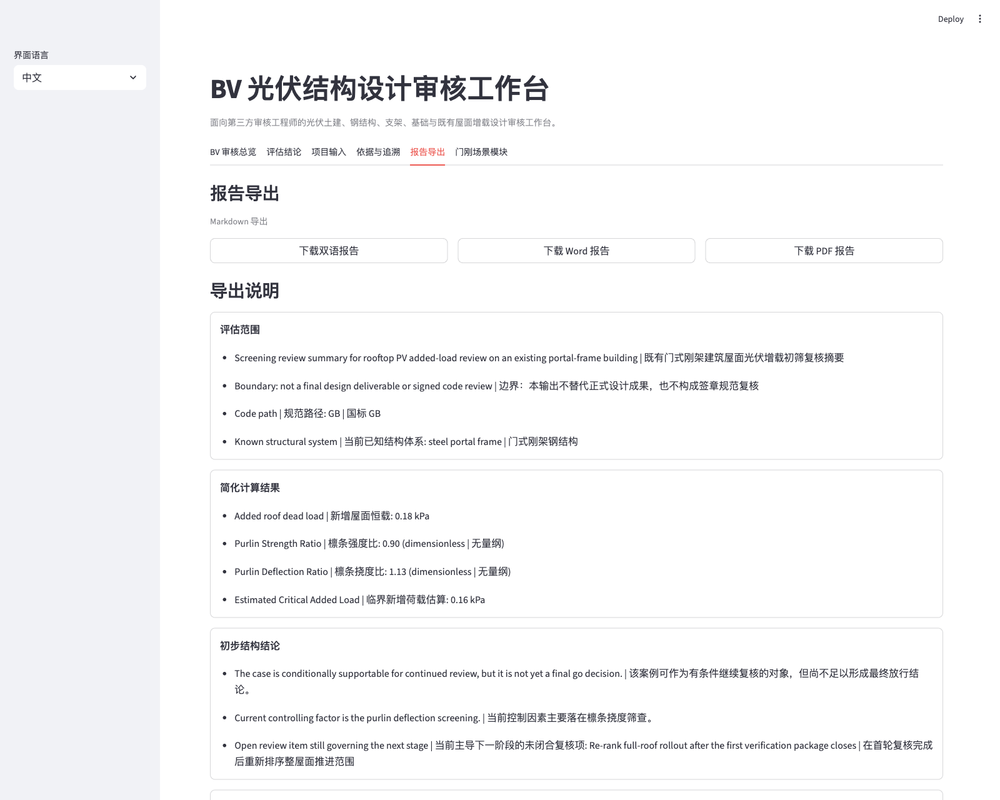 Deploy
界面语言
中文
BV 光伏结构设计审核工作台
面向第三方审核工程师的光伏土建、钢结构、支架、基础与既有屋面增载设计审核工作台。
BV 审核总览 评估结论 项目输入 依据与追溯 报告导出 门刚场景模块
报告导出
Markdown 导出
下载双语报告 下载 Word 报告 下载 PDF 报告
导出说明
评估范围
Screening review summary for rooftop PV added-load review on an existing portal-frame building | 既有门式刚架建筑屋面光伏增载初筛复核摘要
Boundary: not a final design deliverable or signed code review | 边界：本输出不替代正式设计成果，也不构成签章规范复核
Code path | 规范路径: GB | 国标 GB
Known structural system | 当前已知结构体系: steel portal frame | 门式刚架钢结构
简化计算结果
Added roof dead load | 新增屋面恒载: 0.18 kPa
Purlin Strength Ratio | 檩条强度比: 0.90 (dimensionless | 无量纲)
Purlin Deflection Ratio | 檩条挠度比: 1.13 (dimensionless | 无量纲)
Estimated Critical Added Load | 临界新增荷载估算: 0.16 kPa
初步结构结论
The case is conditionally supportable for continued review, but it is not yet a final go decision. | 该案例可作为有条件继续复核的对象，但尚不足以形成最终放行结
论。
Current controlling factor is the purlin deflection screening. | 当前控制因素主要落在檩条挠度筛查。
Open review item still governing the next stage | 当前主导下一阶段的未闭合复核项: Re-rank full-roof rollout after the first verification package closes | 在首轮复核完成
后重新排序整屋面推进范围